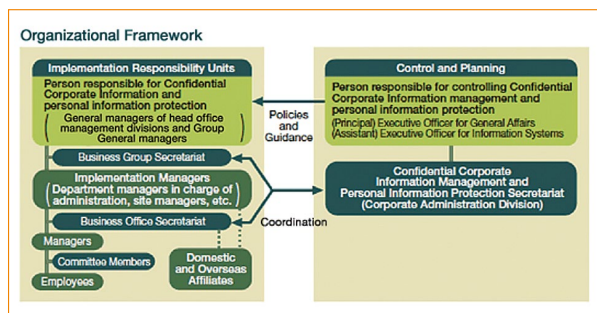 Organizational Framework
Implementation Responsibility Units
Person responsible for Confidential
Corporate Information and
personal information protection
(General managers of head office
management divisions and Group
General managers)
Business Group Secretariat
Implementation Managers
(Department managers in charge of
administration, site managers, etc.)
Business Office Secretariat
Managers
Committee Members
Employees
Domestic
and Overseas
Affiliates
Policies
and
Guidance
Coordination
Control and Planning
Person responsible for controlling Confidential
Corporate Information management and
personal information protection
(Principal) Executive Officer for General Affairs
(Assistant) Executive Officer for Information Systems
Confidential Corporate
Information Management and
Personal Information Protection Secretariat
(Corporate Administration Division)